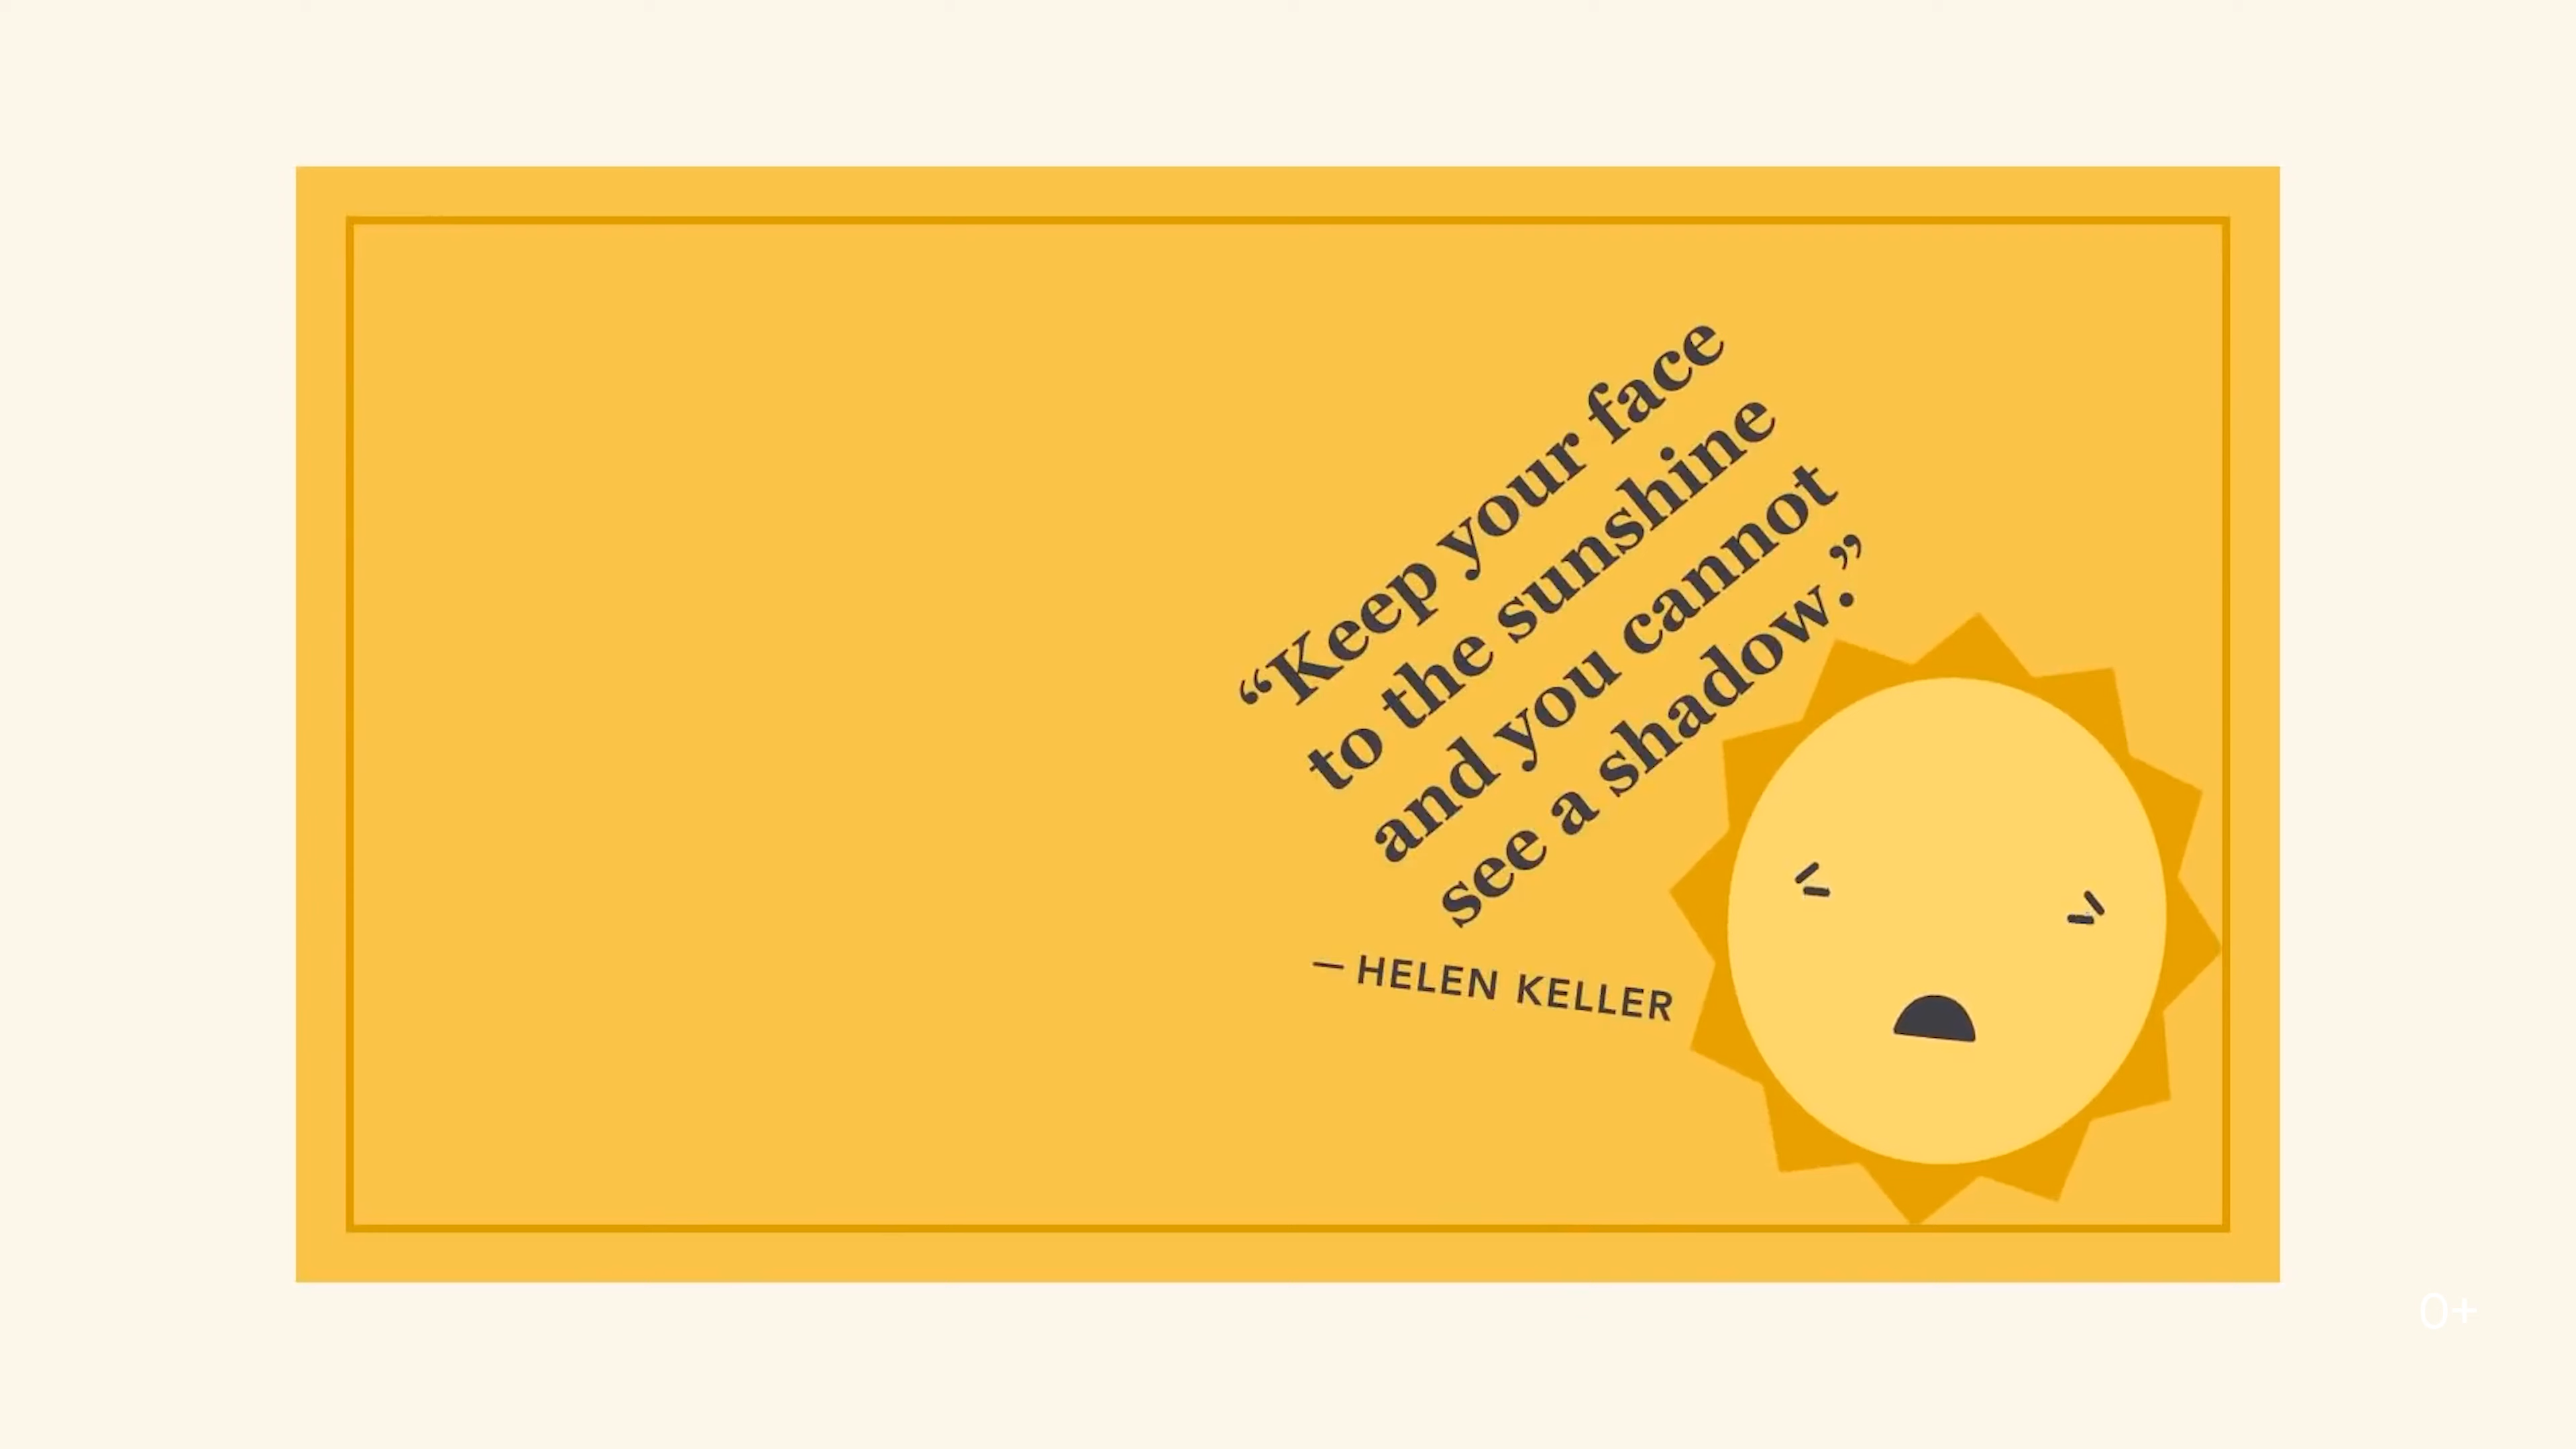 “Keep your face
to the sunshine
and you cannot
see a shadow.”
— HELEN KELLER
0+